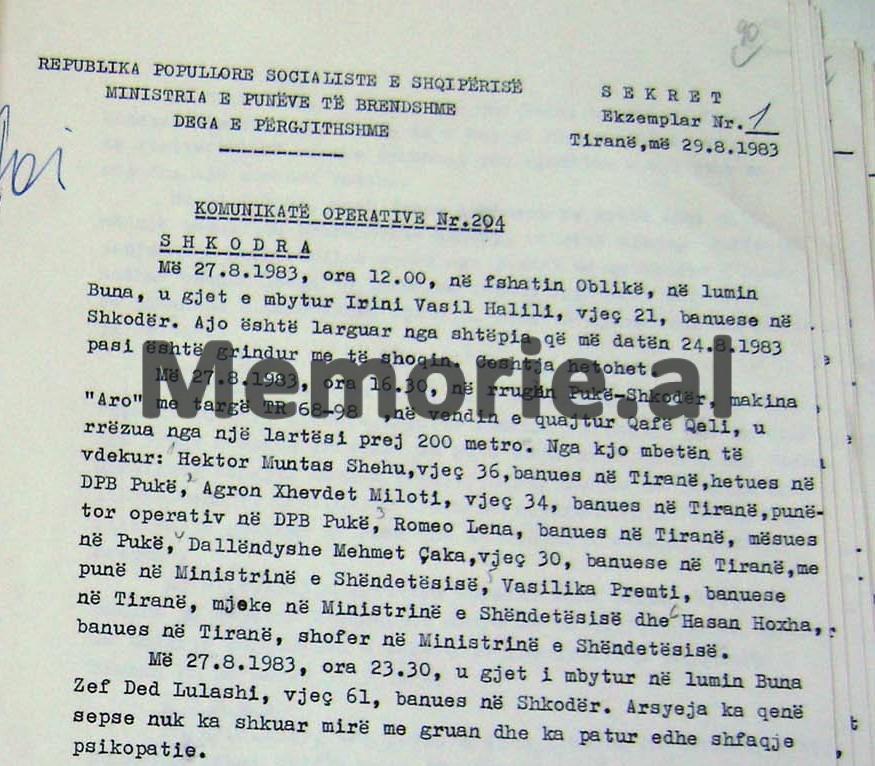 90
REPUBLIKA POPULLORE SOCIALISTE E SHQIPËRISË
MINISTRIA E PUNËVE TË BRENDSHME
DEGA E PËRGJITHSHME
S E K R E T
Ekzemplar Nr. 1
Tiranë,më 29.8.1983
KOMUNIKATË OPERATIVE Nr.204
S H K O D R A
Më 27.8.1983, ora 12.00, në fshatin Oblikë, në lumin
Buna, u gjet e mbytur Irini Vasil Halili, vjeç 21, banuese në
Shkodër. Ajo është larguar nga shtëpia që më datën 24.8.1983
pasi është grindur me të shoqin. Ceshtja hetohet.
Më 27.8.1983, ora 16.30, në rrugën Pukë-Shkodër, makina
"Aro" me targë TR 68-98 ,në vendin e quajtur Qafë Qeli, u
rrëzua nga një lartësi prej 200 metro. Nga kjo mbetën të
vdekur: Hektor Muntas Shehu,vjeç 36,banues në Tiranë,hetues në
DPB Pukë, 2 Agron Xhevdet Miloti, vjeç 34, banues në Tiranë,punë-
tor operativ në DPB Pukë, 3 Romeo Lena, banues në Tiranë, mësues
në Pukë, 4 Dallëndyshe Mehmet Çaka,vjeç 30, banuese në Tiranë,me
punë në Ministrinë e Shëndetësisë, 5 Vasilika Premti, banuese
në Tiranë, mjeke në Ministrinë e Shëndetësisë dhe 6 Hasan Hoxha,
banues në Tiranë, shofer në Ministrinë e Shëndetësisë.
Më 27.8.1983, ora 23.30, u gjet i mbytur në lumin Buna
Zef Ded Lulashi, vjeç 61, banues në Shkodër. Arsyeja ka qenë
sepse nuk ka shkuar mirë me gruan dhe ka patur edhe shfaqje
psikopatie.
Memorie.al